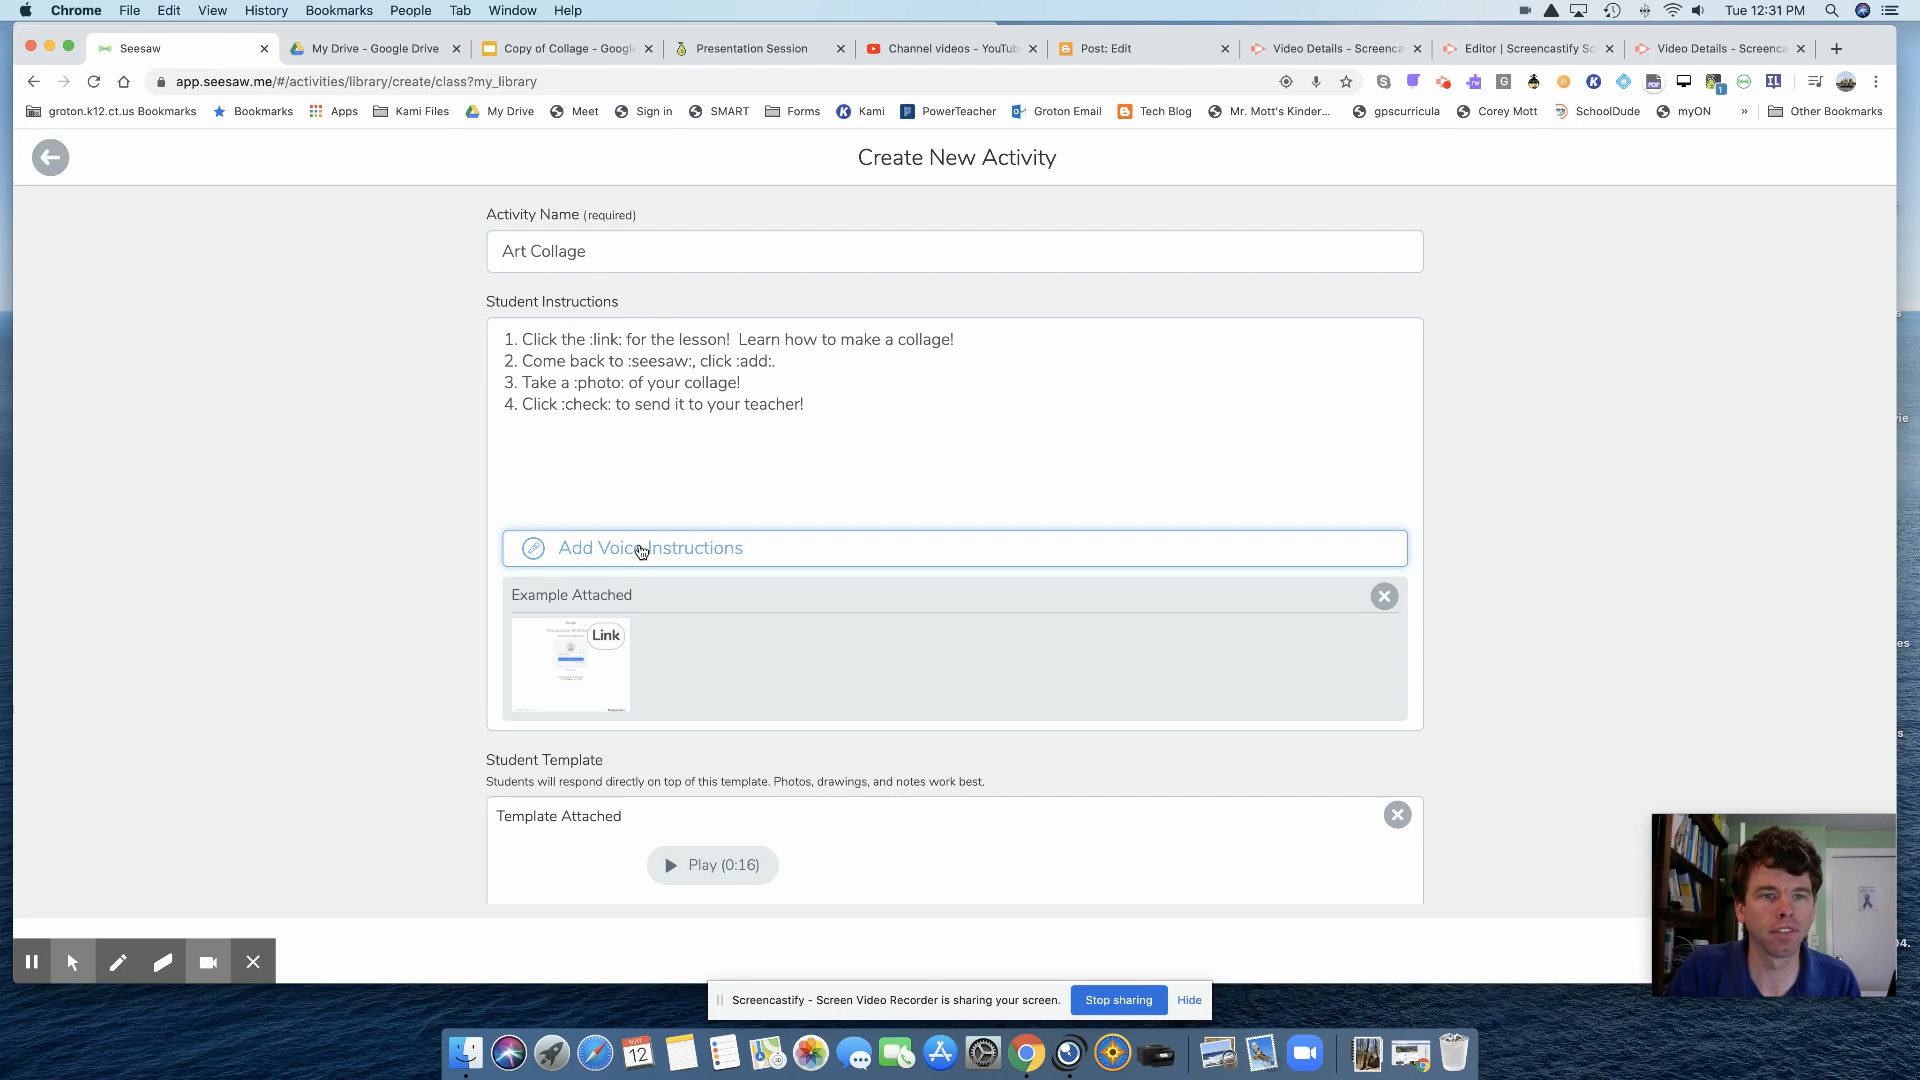 Chrome File Edit View History Bookmarks People Tab Window Help Tue 12:31 PM
Seesaw My Drive - Google Drive Copy of Collage - Google Presentation Session Channel videos - YouTub Post: Edit Video Details - Screenca Editor | Screencastify Sc Video Details - Screenca
app.seesaw.me/#/activities/library/create/class?my_library
groton.k12.ct.us Bookmarks Bookmarks Apps Kami Files My Drive Meet Sign in SMART Forms Kami PowerTeacher Groton Email Tech Blog Mr. Mott's Kinder... gpscurricula Corey Mott SchoolDude myON » Other Bookmarks
Create New Activity
Activity Name (required)
Art Collage
Student Instructions
1. Click the :link: for the lesson! Learn how to make a collage!
2. Come back to :seesaw:, click :add:.
3. Take a :photo: of your collage!
4. Click :check: to send it to your teacher!
Add Voice Instructions
Example Attached
Link
Student Template
Students will respond directly on top of this template. Photos, drawings, and notes work best.
Template Attached
Play (0:16)
Screencastify - Screen Video Recorder is sharing your screen. Stop sharing Hide
MAY
12